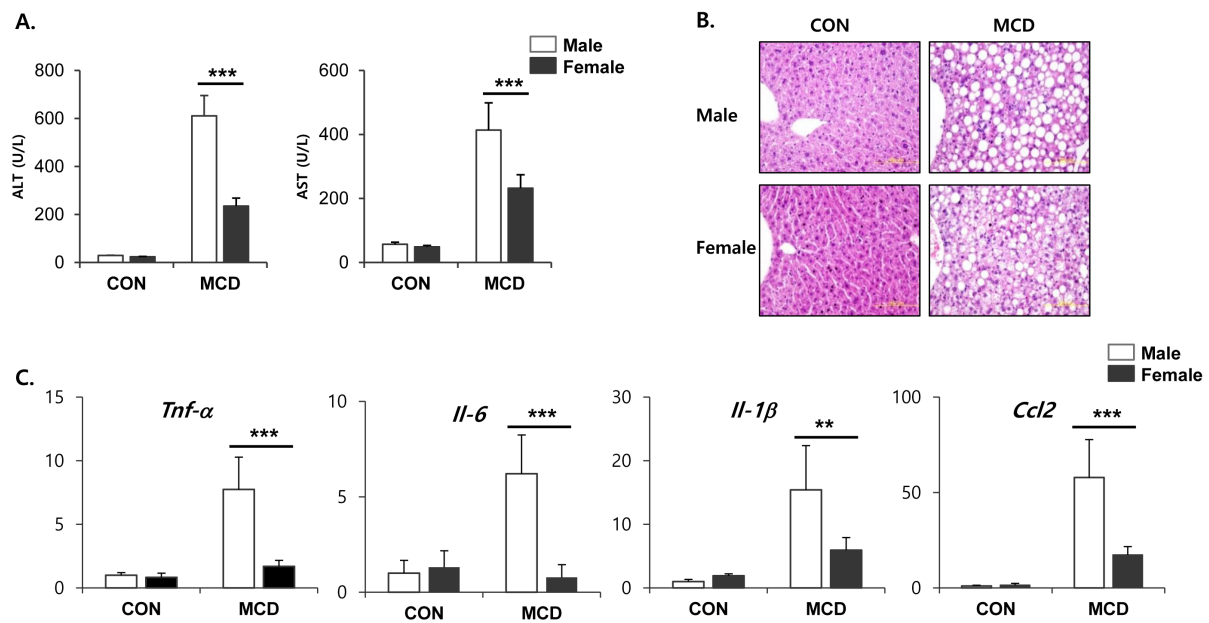 A.
Male
Female
800
600
400
200
0
ALT (U/L)
***
CON
MCD
600
400
200
0
AST (U/L)
***
CON
MCD
B.
CON
MCD
Male
Female
C.
Male
Female
15
10
5
0
Tnf-α
***
CON
MCD
10
5
0
Il-6
***
CON
MCD
30
20
10
0
Il-1β
**
CON
MCD
100
50
0
Ccl2
***
CON
MCD